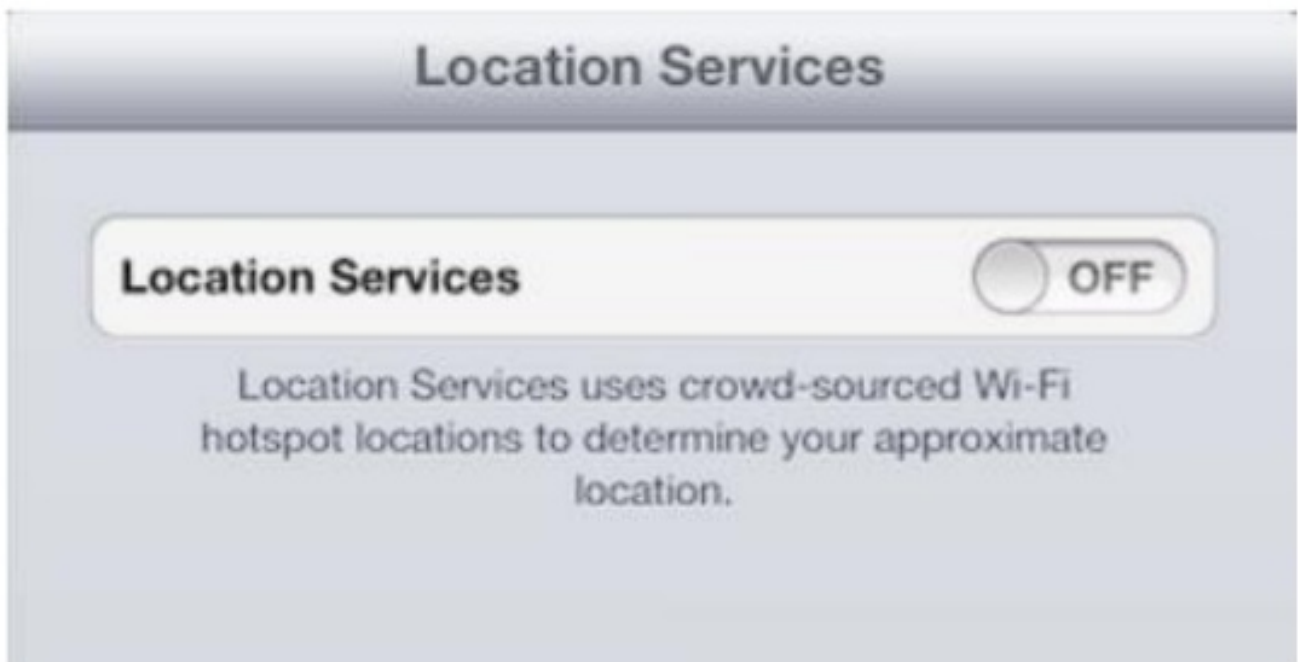 Location Services
Location Services OFF
Location Services uses crowd-sourced Wi-Fi
hotspot locations to determine your approximate
location.